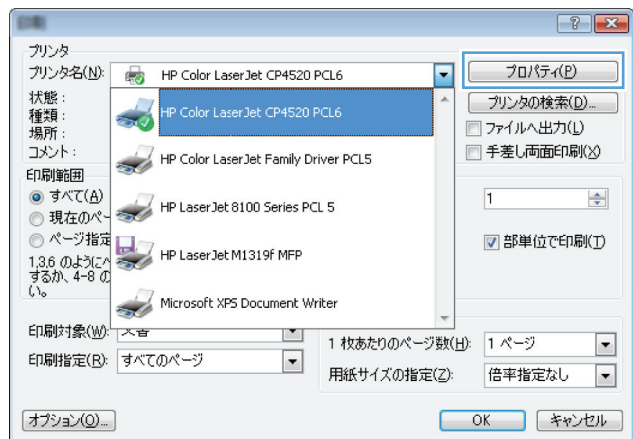 プリンタ
プリンタ名(N):
HP Color LaserJet CP4520 PCL6
プロパティ(P)
状態:
HP Color LaserJet CP4520 PCL6
プリンタの検索(D)...
種類:
ファイルへ出力(L)
場所:
HP Color LaserJet Family Driver PCL5
手差し両面印刷(X)
コメント:
印刷範囲
すべて(A)
HP LaserJet 8100 Series PCL 5
1
現在のペー
ページ指定
HP LaserJet M1319f MFP
部単位で印刷(T)
1,3,6 のように
するか、4-8 の
い。
Microsoft XPS Document Writer
印刷対象(W):
1 枚あたりのページ数(H):
1 ページ
印刷指定(R):
すべてのページ
用紙サイズの指定(Z):
倍率指定なし
オプション(O)...
OK
キャンセル